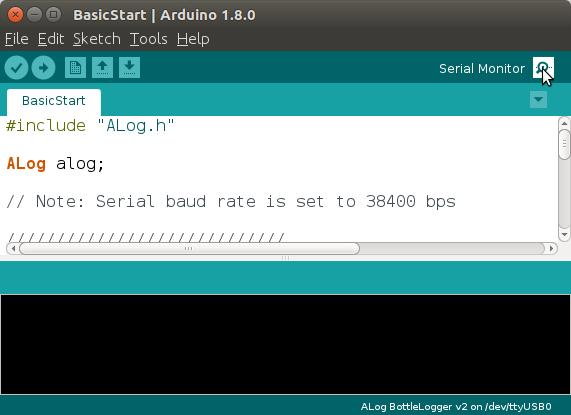 BasicStart | Arduino 1.8.0
File Edit Sketch Tools Help
Serial Monitor
BasicStart
#include "ALog.h"
ALog alog;
// Note: Serial baud rate is set to 38400 bps
////////////////////////////
ALog BottleLogger v2 on /dev/ttyUSB0